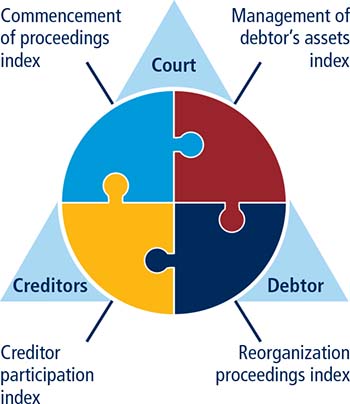 Commencement
of proceedings
index
Management of
debtor's assets
index
Court
Creditors
Debtor
Creditor
participation
index
Reorganization
proceedings index